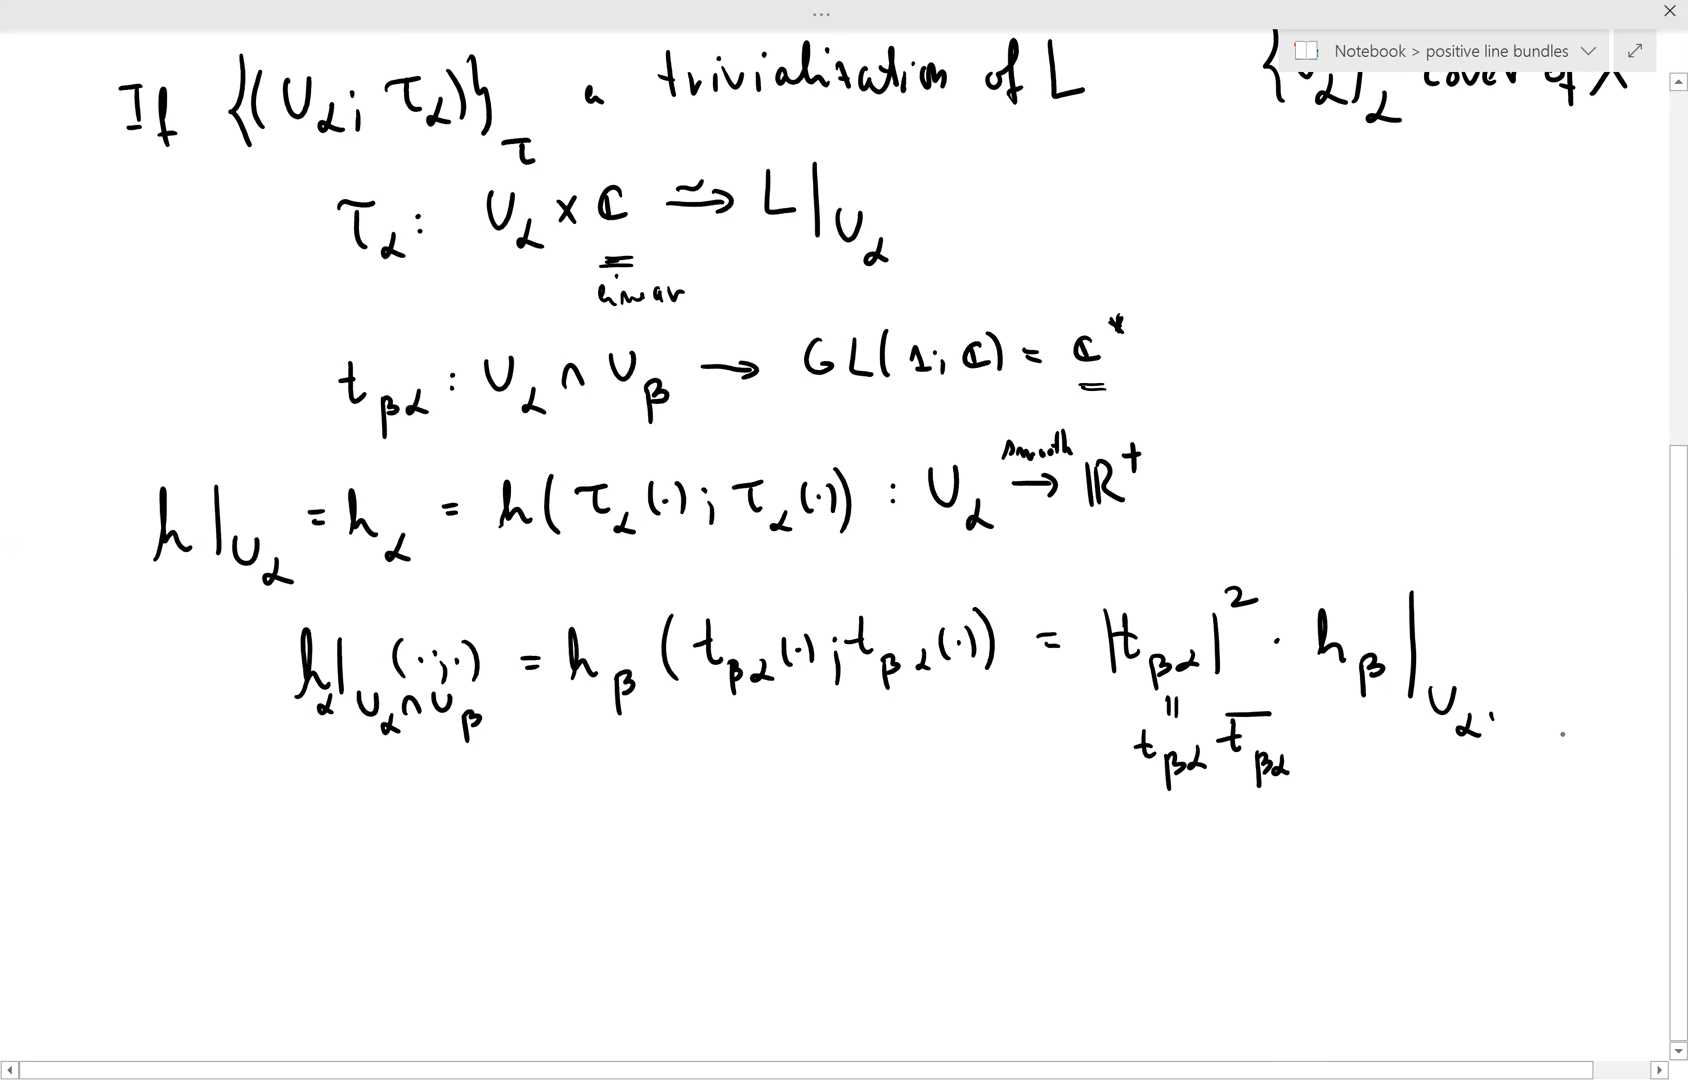 ...
Notebook > positive line bundles
If {(U_α; τ_α)}_τ a trivialization of L {U_α}_α cover of X
τ_α : U_α × ℂ ⥲ L|_{U_α}
linear
t_{βα} : U_α ∩ U_β → GL(1; ℂ) = ℂ*
h|_{U_α} = h_α = h(τ_α(·); τ_α(·)) : U_α → ℝ⁺
smooth
h_α|_{U_α ∩ U_β} (·;·) = h_β (t_{βα}(·); t_{βα}(·)) = |t_{βα}|² · h_β|_{U_α}.
||
t_{βα} \overline{t_{βα}}